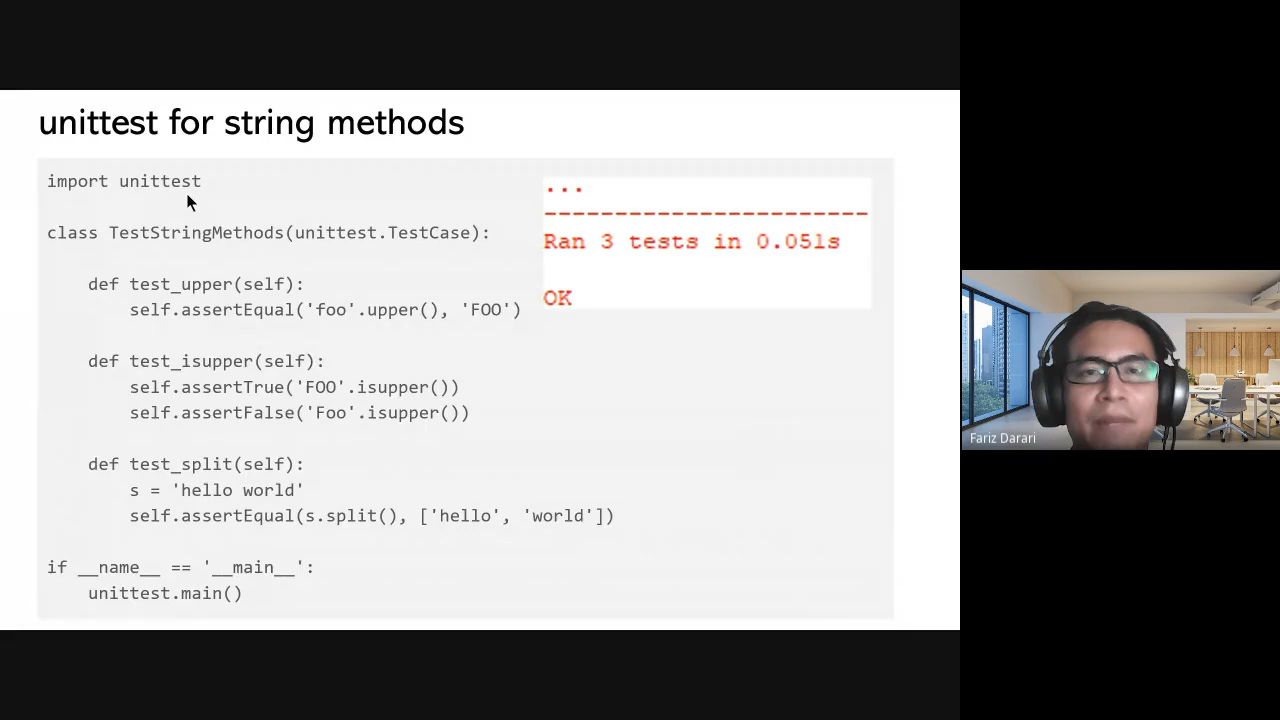 unittest for string methods
import unittest
class TestStringMethods(unittest.TestCase):
def test_upper(self):
self.assertEqual('foo'.upper(), 'FOO')
def test_isupper(self):
self.assertTrue('FOO'.isupper())
self.assertFalse('Foo'.isupper())
def test_split(self):
s = 'hello world'
self.assertEqual(s.split(), ['hello', 'world'])
if __name__ == '__main__':
unittest.main()
...
-----------------------
Ran 3 tests in 0.051s
OK
Fariz Darari